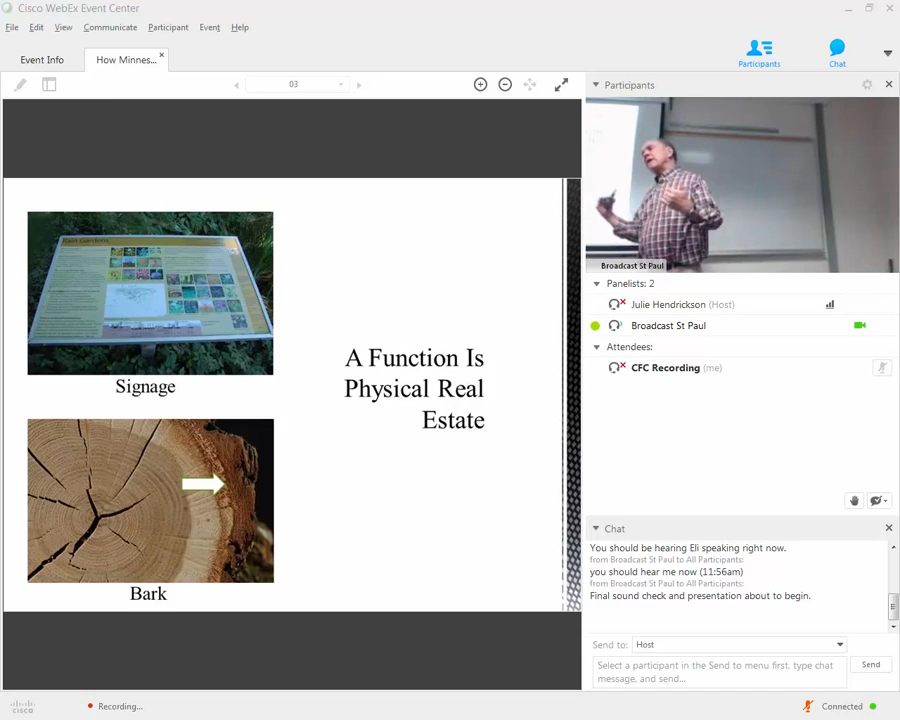 Cisco WebEx Event Center
File Edit View Communicate Participant Event Help
Event Info
How Minnes...
Participants
Chat
03
Participants
Rain Gardens
Signage
A Function Is
Physical Real
Estate
Bark
Broadcast St Paul
Panelists: 2
Julie Hendrickson (Host)
Broadcast St Paul
Attendees:
CFC Recording (me)
Chat
You should be hearing Eli speaking right now.
from Broadcast St Paul to All Participants:
you should hear me now (11:56am)
from Broadcast St Paul to All Participants:
Final sound check and presentation about to begin.
Send to: Host
Select a participant in the Send to menu first, type chat
message, and send...
Send
cisco
Recording...
Connected